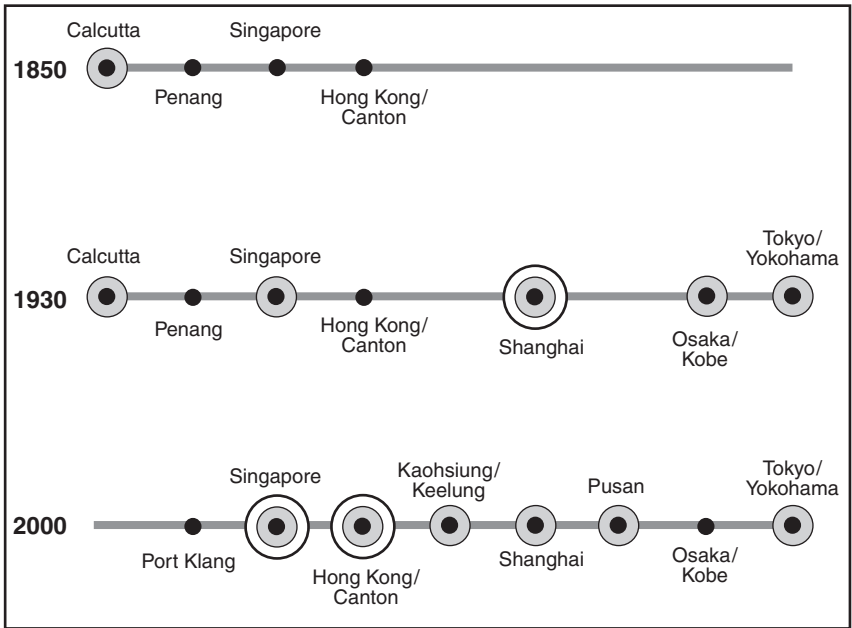 Calcutta
Singapore
1850
Penang
Hong Kong/
Canton
Calcutta
Singapore
Tokyo/
Yokohama
1930
Penang
Hong Kong/
Canton
Shanghai
Osaka/
Kobe
Singapore
Kaohsiung/
Keelung
Pusan
Tokyo/
Yokohama
2000
Port Klang
Hong Kong/
Canton
Shanghai
Osaka/
Kobe